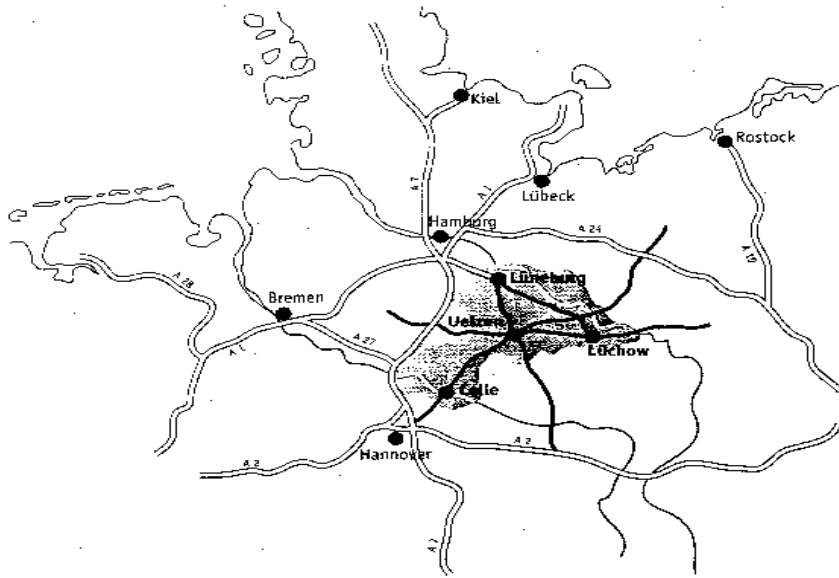 Kiel
Rostock
A 7
A 1
Lübeck
Hamburg
A 24
A 19
A 28
Lüneburg
Bremen
A 27
Uelzen
Lüchow
A 1
Celle
A 2
Hannover
A 2
A 7